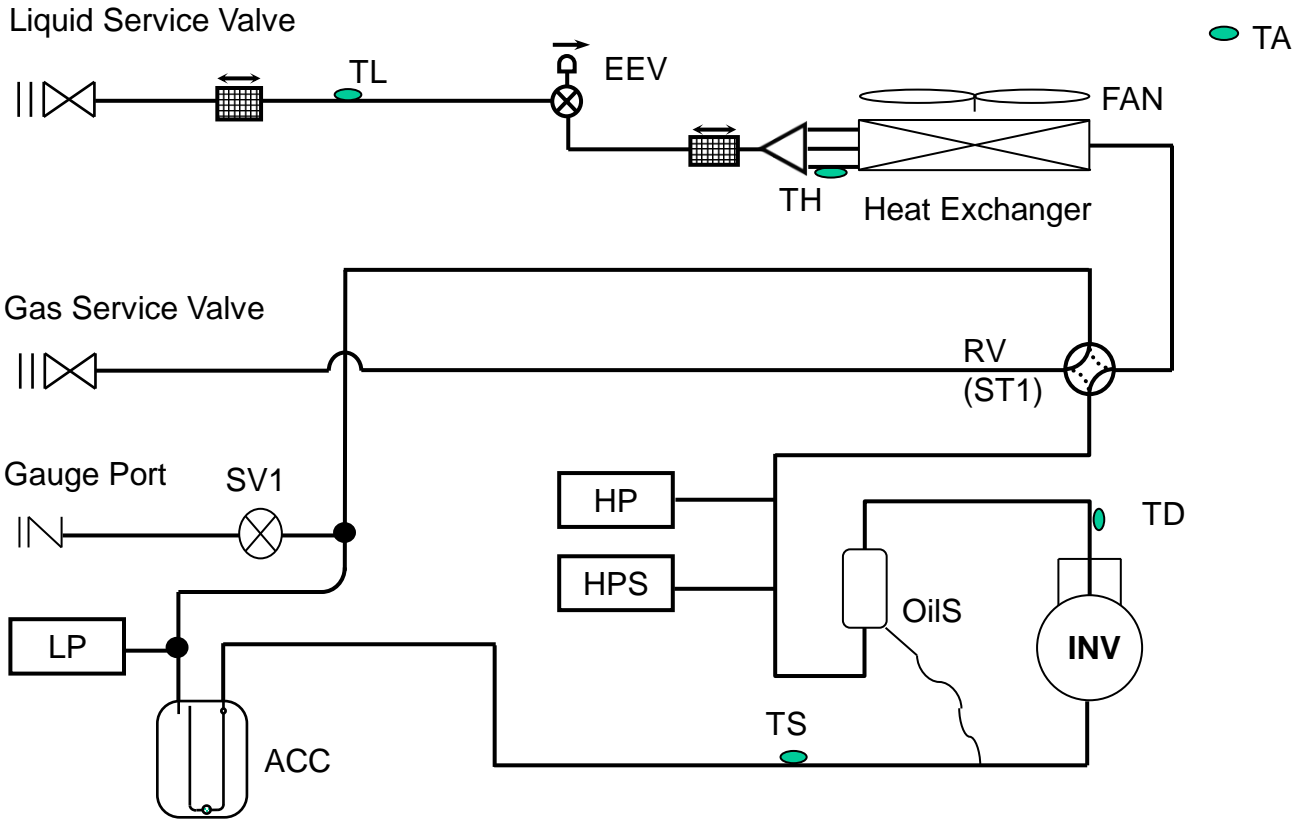 Liquid Service Valve
TA
TL
EEV
FAN
TH
Heat Exchanger
Gas Service Valve
RV
(ST1)
Gauge Port
SV1
HP
TD
HPS
OilS
LP
INV
TS
ACC